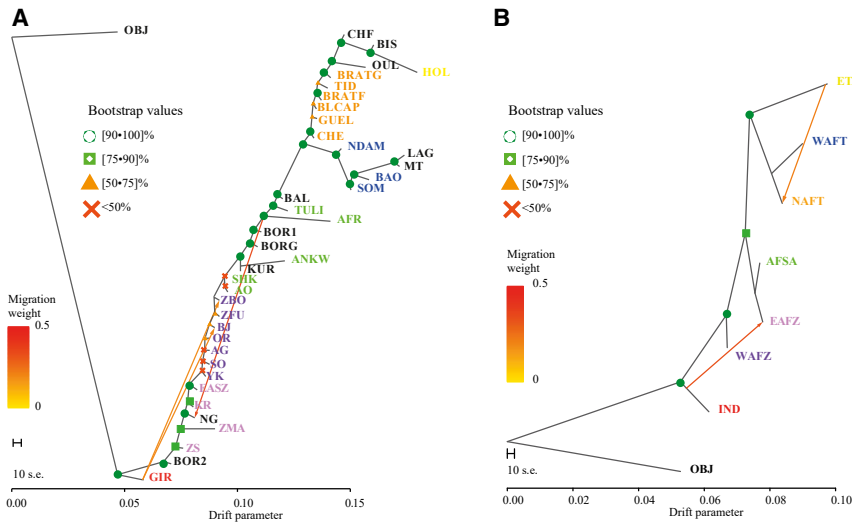 A
OBJ
CHF
BIS
OUL
HOL
BRATG
TID
BRATF
BLCAP
GUEL
CHE
NDAM
LAG
MT
BAO
SOM
BAL
TULI
AFR
BOR1
BORG
KUR
ANKW
SHK
AO
ZBO
ZFU
BJ
OR
AG
SO
YK
EASZ
KR
NG
ZMA
ZS
BOR2
GIR
Bootstrap values
[90•100]%
[75•90]%
[50•75]%
<50%
Migration
weight
0.5
0
10 s.e.
0.00 0.05 0.10 0.15
Drift parameter
B
ET
WAFT
NAFT
AFSA
EAFZ
WAFZ
IND
OBJ
Bootstrap values
[90•100]%
[75•90]%
[50•75]%
<50%
Migration
weight
0.5
0
10 s.e.
0.00 0.02 0.04 0.06 0.08 0.10
Drift parameter